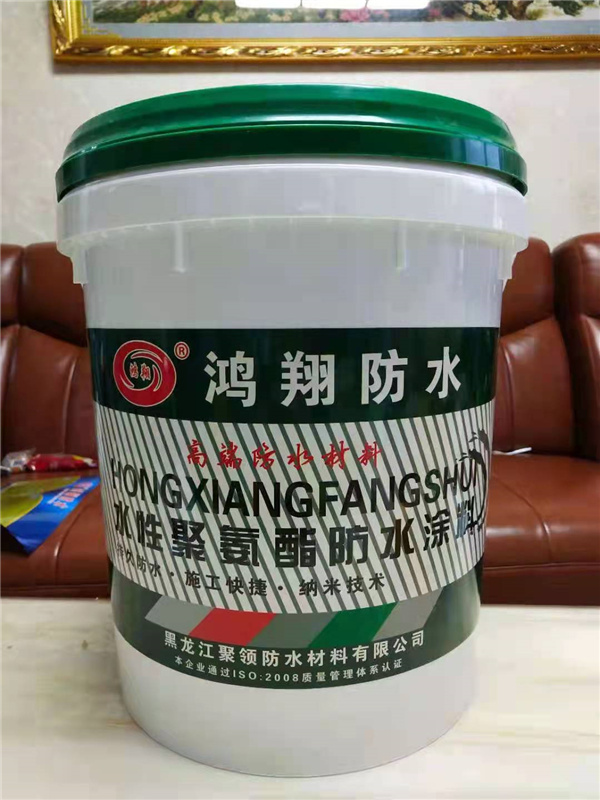 鸿翔
®
鸿翔防水
高端防水材料
HONGXIANGFANGSHU
水性聚氨酯防水涂料
持久防水·施工快捷·纳米技术
黑龙江聚领防水材料有限公司
本企业通过ISO:2008质量管理体系认证